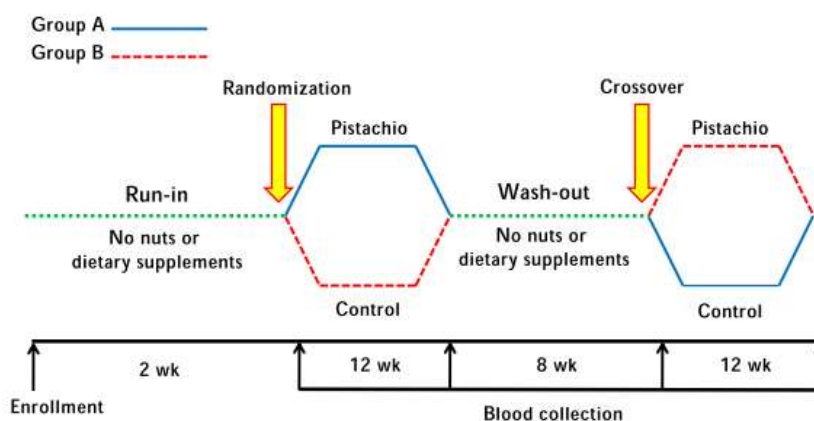 Group A
Group B
Randomization
Crossover
Pistachio
Pistachio
Run-in
Wash-out
No nuts or
dietary supplements
No nuts or
dietary supplements
Control
Control
2 wk
12 wk
8 wk
12 wk
Enrollment
Blood collection